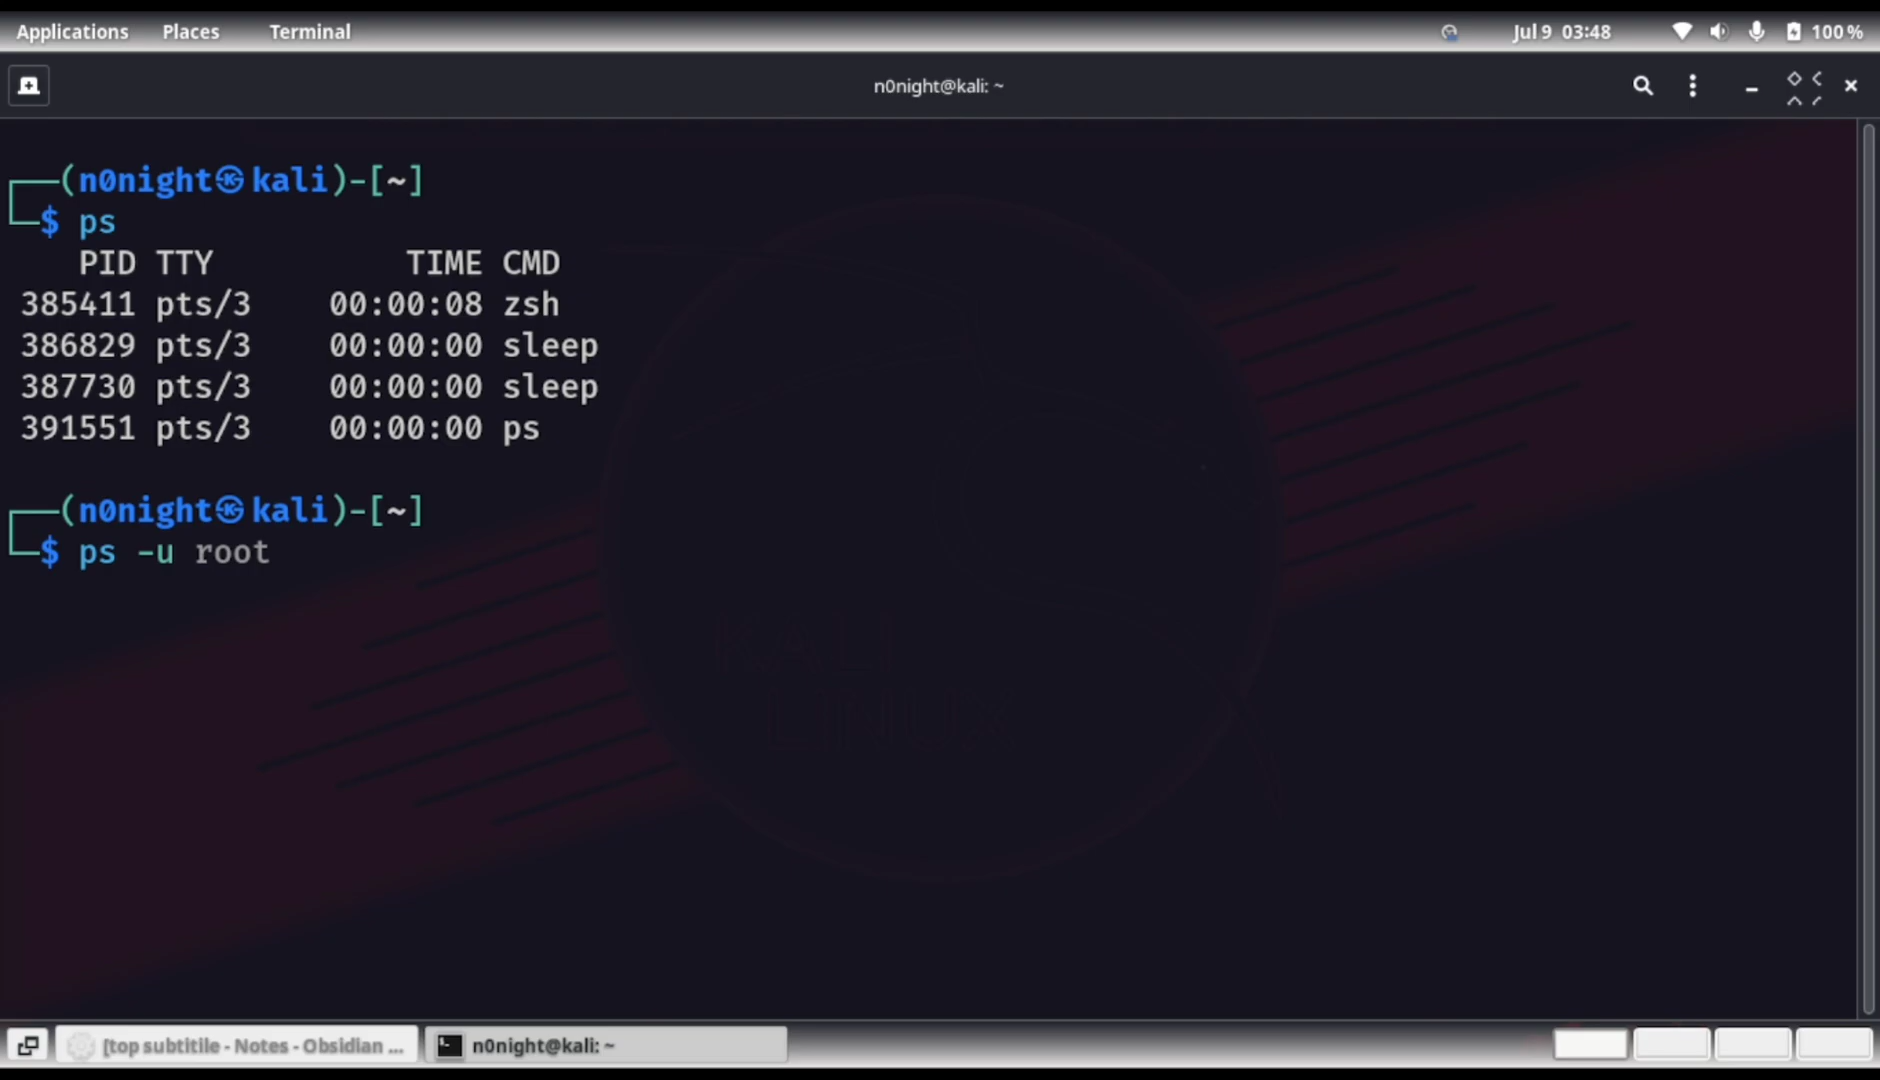 Applications Places Terminal Jul 9 03:48 100%
n0night@kali: ~
┌──(n0night㉿kali)-[~]
└─$ ps
PID TTY TIME CMD
385411 pts/3 00:00:08 zsh
386829 pts/3 00:00:00 sleep
387730 pts/3 00:00:00 sleep
391551 pts/3 00:00:00 ps
┌──(n0night㉿kali)-[~]
└─$ ps -u root
KALI
LINUX
[top subtitile - Notes - Obsidian ... n0night@kali: ~